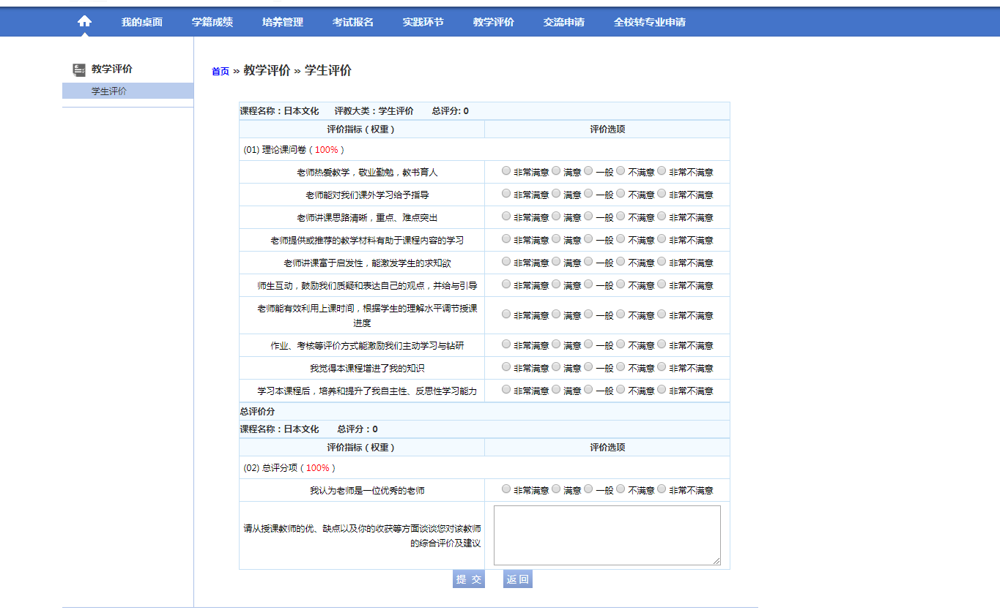 我的桌面 学籍成绩 培养管理 考试报名 实践环节 教学评价 交流申请 全校转专业申请
教学评价
学生评价
首页 » 教学评价 » 学生评价
课程名称：日本文化 评教大类：学生评价 总评分: 0
评价指标（权重） 评价选项
(01) 理论课问卷（100%）
老师热爱教学，敬业勤勉，教书育人 非常满意 满意 一般 不满意 非常不满意
老师能对我们课外学习给予指导 非常满意 满意 一般 不满意 非常不满意
老师讲课思路清晰，重点、难点突出 非常满意 满意 一般 不满意 非常不满意
老师提供或推荐的教学材料有助于课程内容的学习 非常满意 满意 一般 不满意 非常不满意
老师讲课富于启发性，能激发学生的求知欲 非常满意 满意 一般 不满意 非常不满意
师生互动，鼓励我们质疑和表达自己的观点，并给与引导 非常满意 满意 一般 不满意 非常不满意
老师能有效利用上课时间，根据学生的理解水平调节授课
进度 非常满意 满意 一般 不满意 非常不满意
作业、考核等评价方式能激励我们主动学习与钻研 非常满意 满意 一般 不满意 非常不满意
我觉得本课程增进了我的知识 非常满意 满意 一般 不满意 非常不满意
学习本课程后，培养和提升了我自主性、反思性学习能力 非常满意 满意 一般 不满意 非常不满意
总评价分
课程名称：日本文化 总评分：0
评价指标（权重） 评价选项
(02) 总评分项（100%）
我认为老师是一位优秀的老师 非常满意 满意 一般 不满意 非常不满意
请从授课教师的优、缺点以及你的收获等方面谈谈您对该教师
的综合评价及建议
提 交 返 回